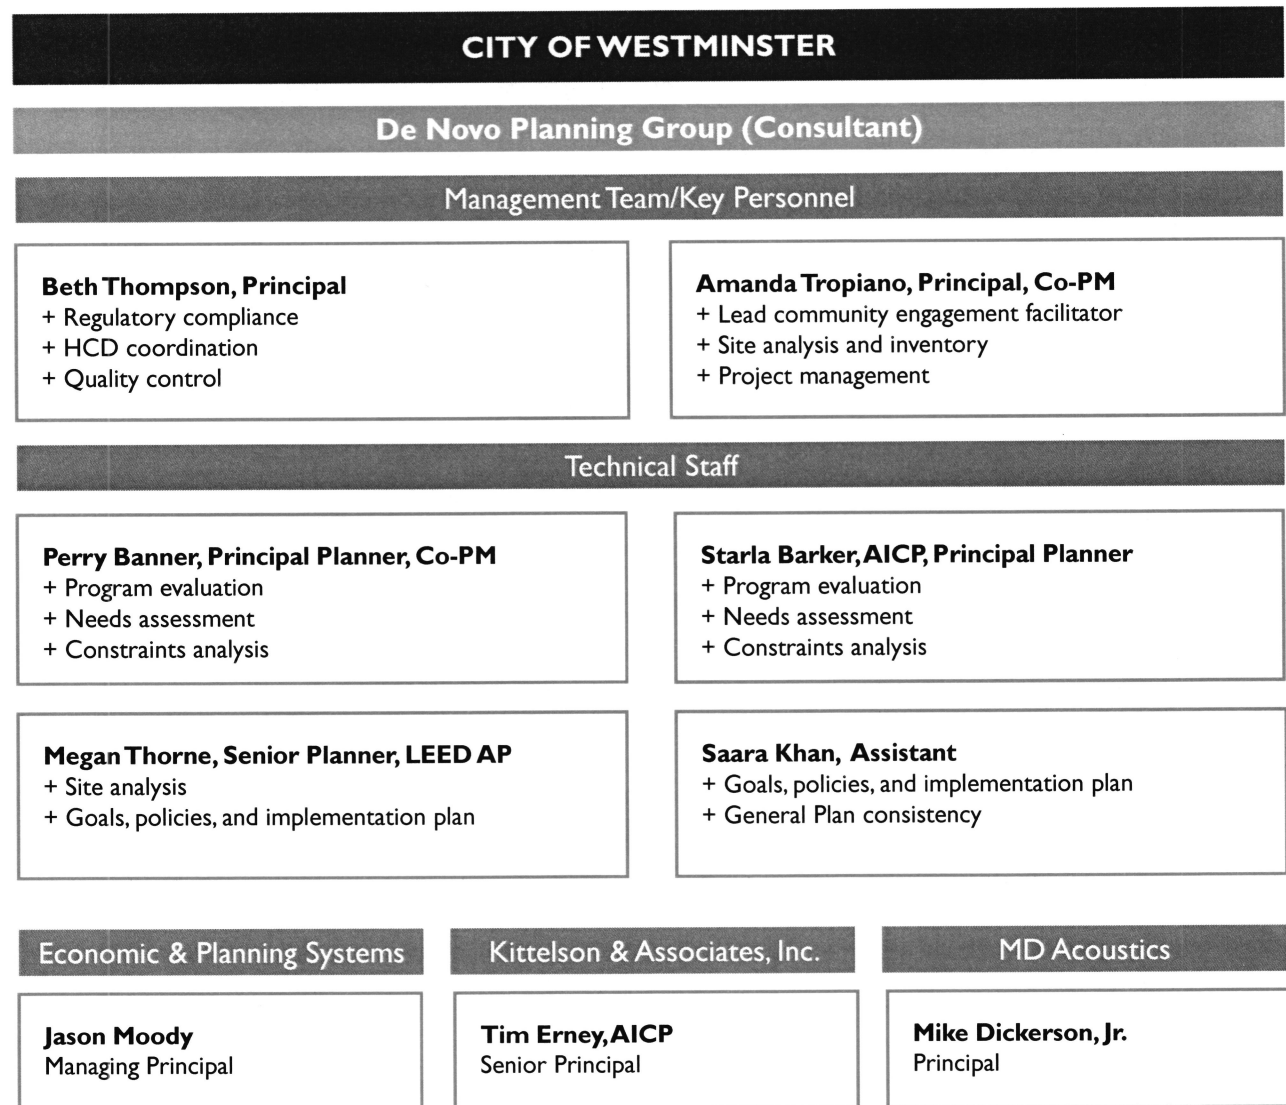 CITY OF WESTMINSTER
De Novo Planning Group (Consultant)
Management Team/Key Personnel
Beth Thompson, Principal
+ Regulatory compliance
+ HCD coordination
+ Quality control
Amanda Tropiano, Principal, Co-PM
+ Lead community engagement facilitator
+ Site analysis and inventory
+ Project management
Technical Staff
Perry Banner, Principal Planner, Co-PM
+ Program evaluation
+ Needs assessment
+ Constraints analysis
Starla Barker, AICP, Principal Planner
+ Program evaluation
+ Needs assessment
+ Constraints analysis
Megan Thorne, Senior Planner, LEED AP
+ Site analysis
+ Goals, policies, and implementation plan
Saara Khan, Assistant
+ Goals, policies, and implementation plan
+ General Plan consistency
Economic & Planning Systems
Jason Moody
Managing Principal
Kittelson & Associates, Inc.
Tim Erney, AICP
Senior Principal
MD Acoustics
Mike Dickerson, Jr.
Principal